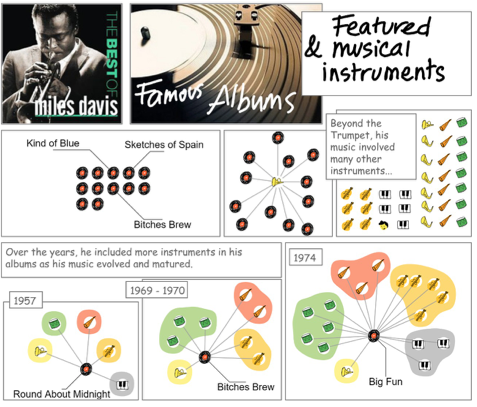 THE BEST OF
miles davis
Famous Albums
Featured
& musical
instruments
Kind of Blue
Sketches of Spain
Bitches Brew
Beyond the
Trumpet, his
music involved
many other
instruments...
Over the years, he included more instruments in his
albums as his music evolved and matured.
1957
Round About Midnight
1969 - 1970
Bitches Brew
1974
Big Fun